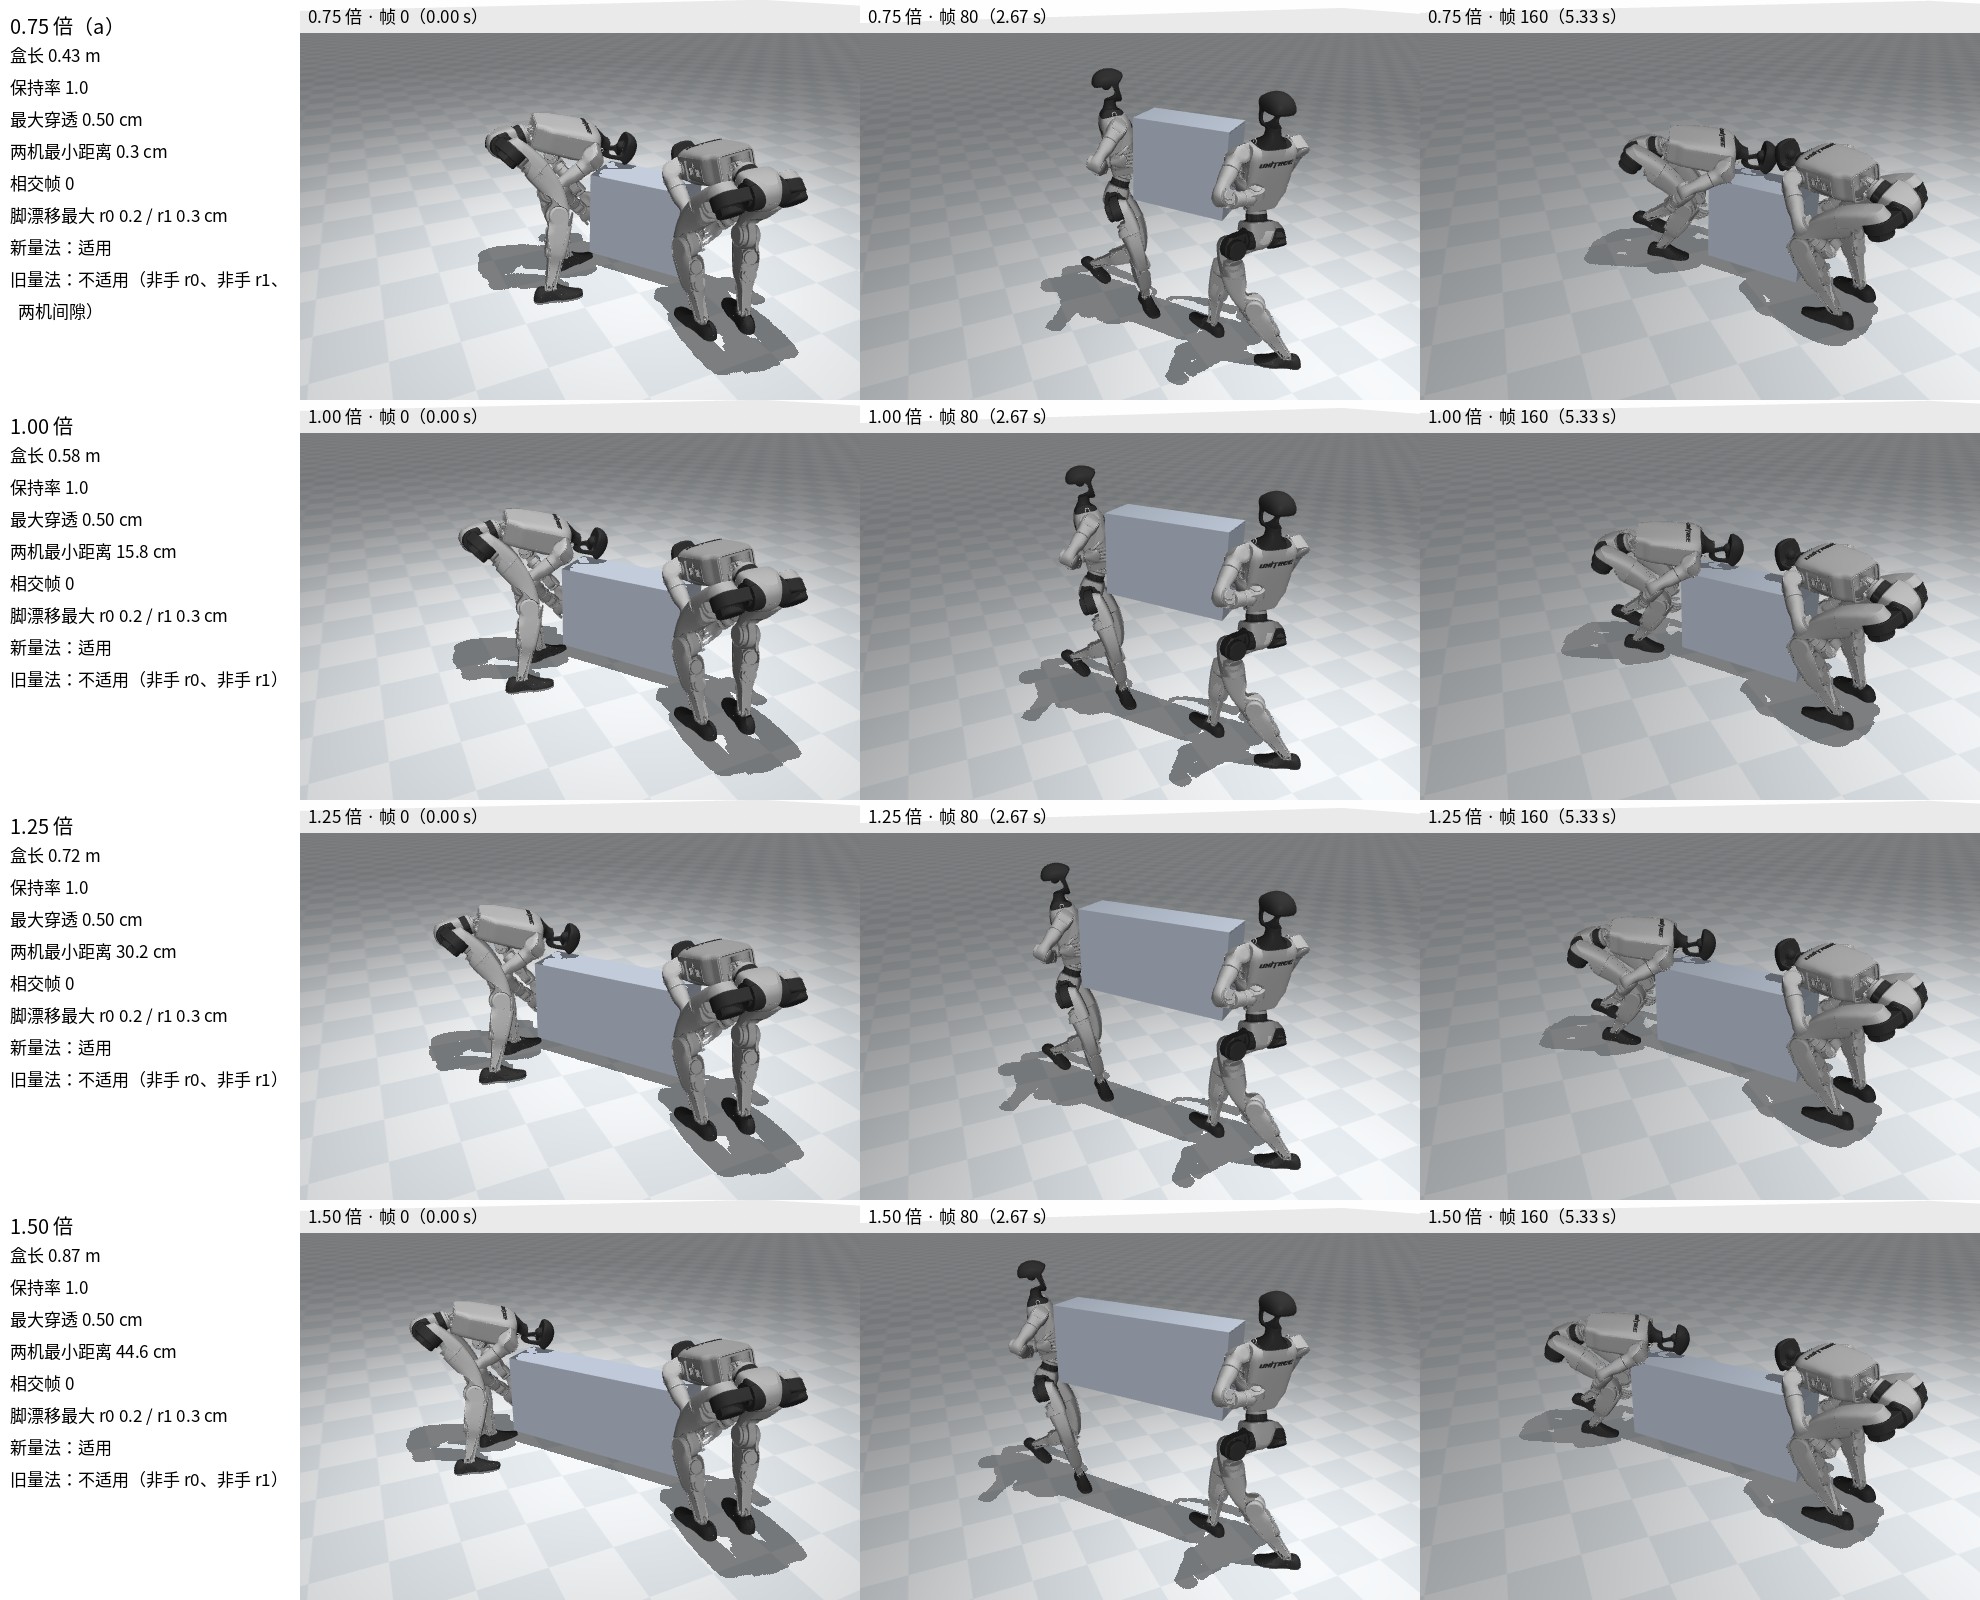 0.75 倍（a）
盒长 0.43 m
保持率 1.0
最大穿透 0.50 cm
两机最小距离 0.3 cm
相交帧 0
脚漂移最大 r0 0.2 / r1 0.3 cm
新量法：适用
旧量法：不适用（非手 r0、非手 r1、
两机间隙）
0.75 倍 · 帧 0（0.00 s）
0.75 倍 · 帧 80（2.67 s）
UNITREE
0.75 倍 · 帧 160（5.33 s）
1.00 倍
盒长 0.58 m
保持率 1.0
最大穿透 0.50 cm
两机最小距离 15.8 cm
相交帧 0
脚漂移最大 r0 0.2 / r1 0.3 cm
新量法：适用
旧量法：不适用（非手 r0、非手 r1）
1.00 倍 · 帧 0（0.00 s）
1.00 倍 · 帧 80（2.67 s）
UNITREE
1.00 倍 · 帧 160（5.33 s）
1.25 倍
盒长 0.72 m
保持率 1.0
最大穿透 0.50 cm
两机最小距离 30.2 cm
相交帧 0
脚漂移最大 r0 0.2 / r1 0.3 cm
新量法：适用
旧量法：不适用（非手 r0、非手 r1）
1.25 倍 · 帧 0（0.00 s）
1.25 倍 · 帧 80（2.67 s）
UNITREE
1.25 倍 · 帧 160（5.33 s）
1.50 倍
盒长 0.87 m
保持率 1.0
最大穿透 0.50 cm
两机最小距离 44.6 cm
相交帧 0
脚漂移最大 r0 0.2 / r1 0.3 cm
新量法：适用
旧量法：不适用（非手 r0、非手 r1）
1.50 倍 · 帧 0（0.00 s）
1.50 倍 · 帧 80（2.67 s）
UNITREE
1.50 倍 · 帧 160（5.33 s）